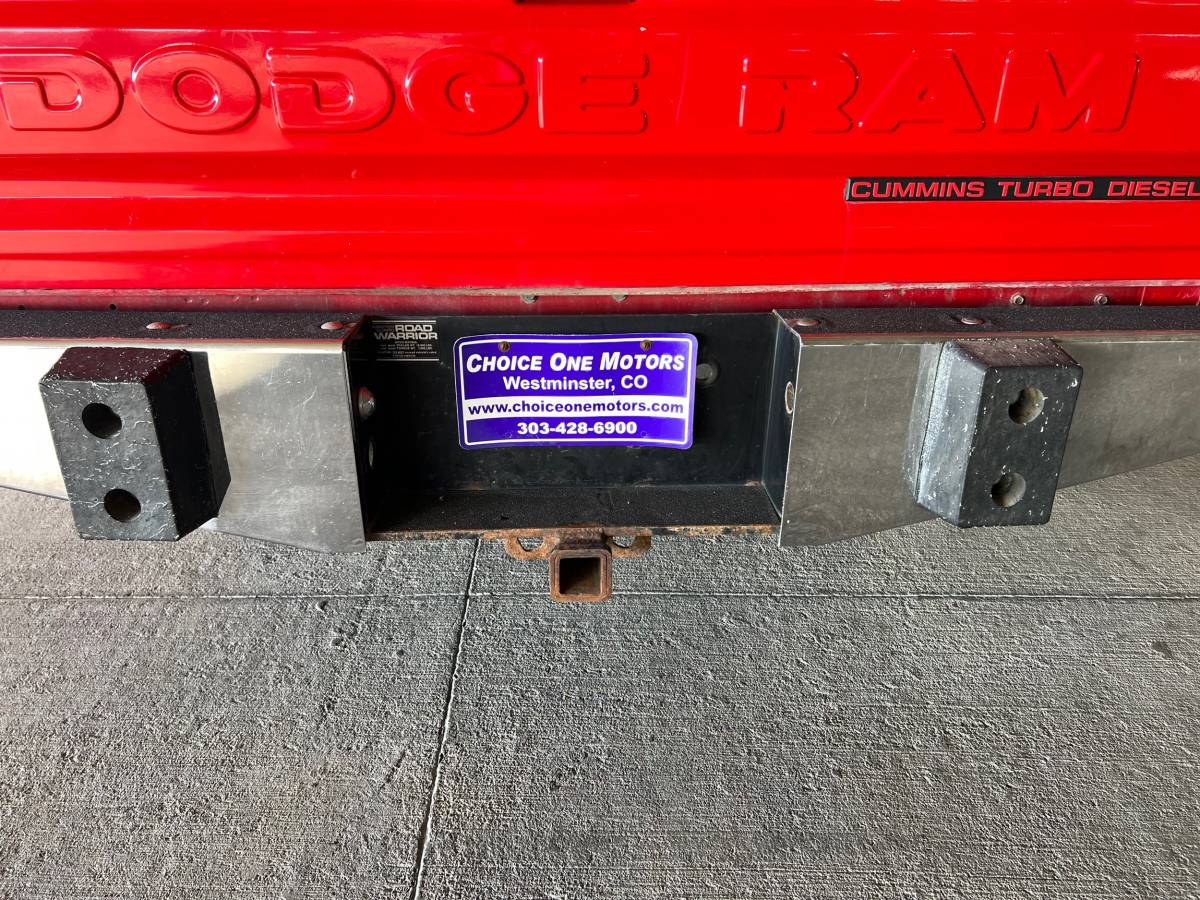 DODGE RAM
CUMMINS TURBO DIESEL
ROAD
WARRIOR
CHOICE ONE MOTORS
Westminster, CO
www.choiceonemotors.com
303-428-6900